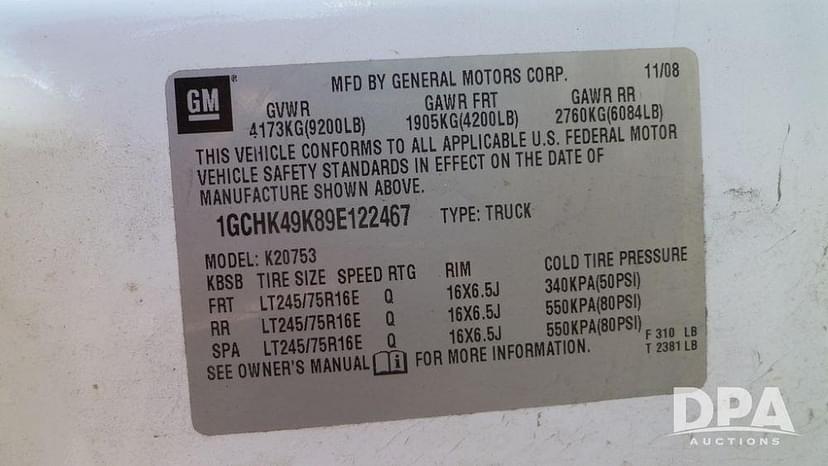 GM ® MFD BY GENERAL MOTORS CORP. 11/08
GVWR GAWR FRT GAWR RR
4173KG(9200LB) 1905KG(4200LB) 2760KG(6084LB)
THIS VEHICLE CONFORMS TO ALL APPLICABLE U.S. FEDERAL MOTOR
VEHICLE SAFETY STANDARDS IN EFFECT ON THE DATE OF
MANUFACTURE SHOWN ABOVE.
1GCHK49K89E122467 TYPE: TRUCK
MODEL: K20753
KBSB TIRE SIZE SPEED RTG RIM COLD TIRE PRESSURE
FRT LT245/75R16E Q 16X6.5J 340KPA(50PSI)
RR LT245/75R16E Q 16X6.5J 550KPA(80PSI)
SPA LT245/75R16E Q 16X6.5J 550KPA(80PSI)
SEE OWNER'S MANUAL i FOR MORE INFORMATION.
F 310 LB
T 2381 LB
DPA
AUCTIONS